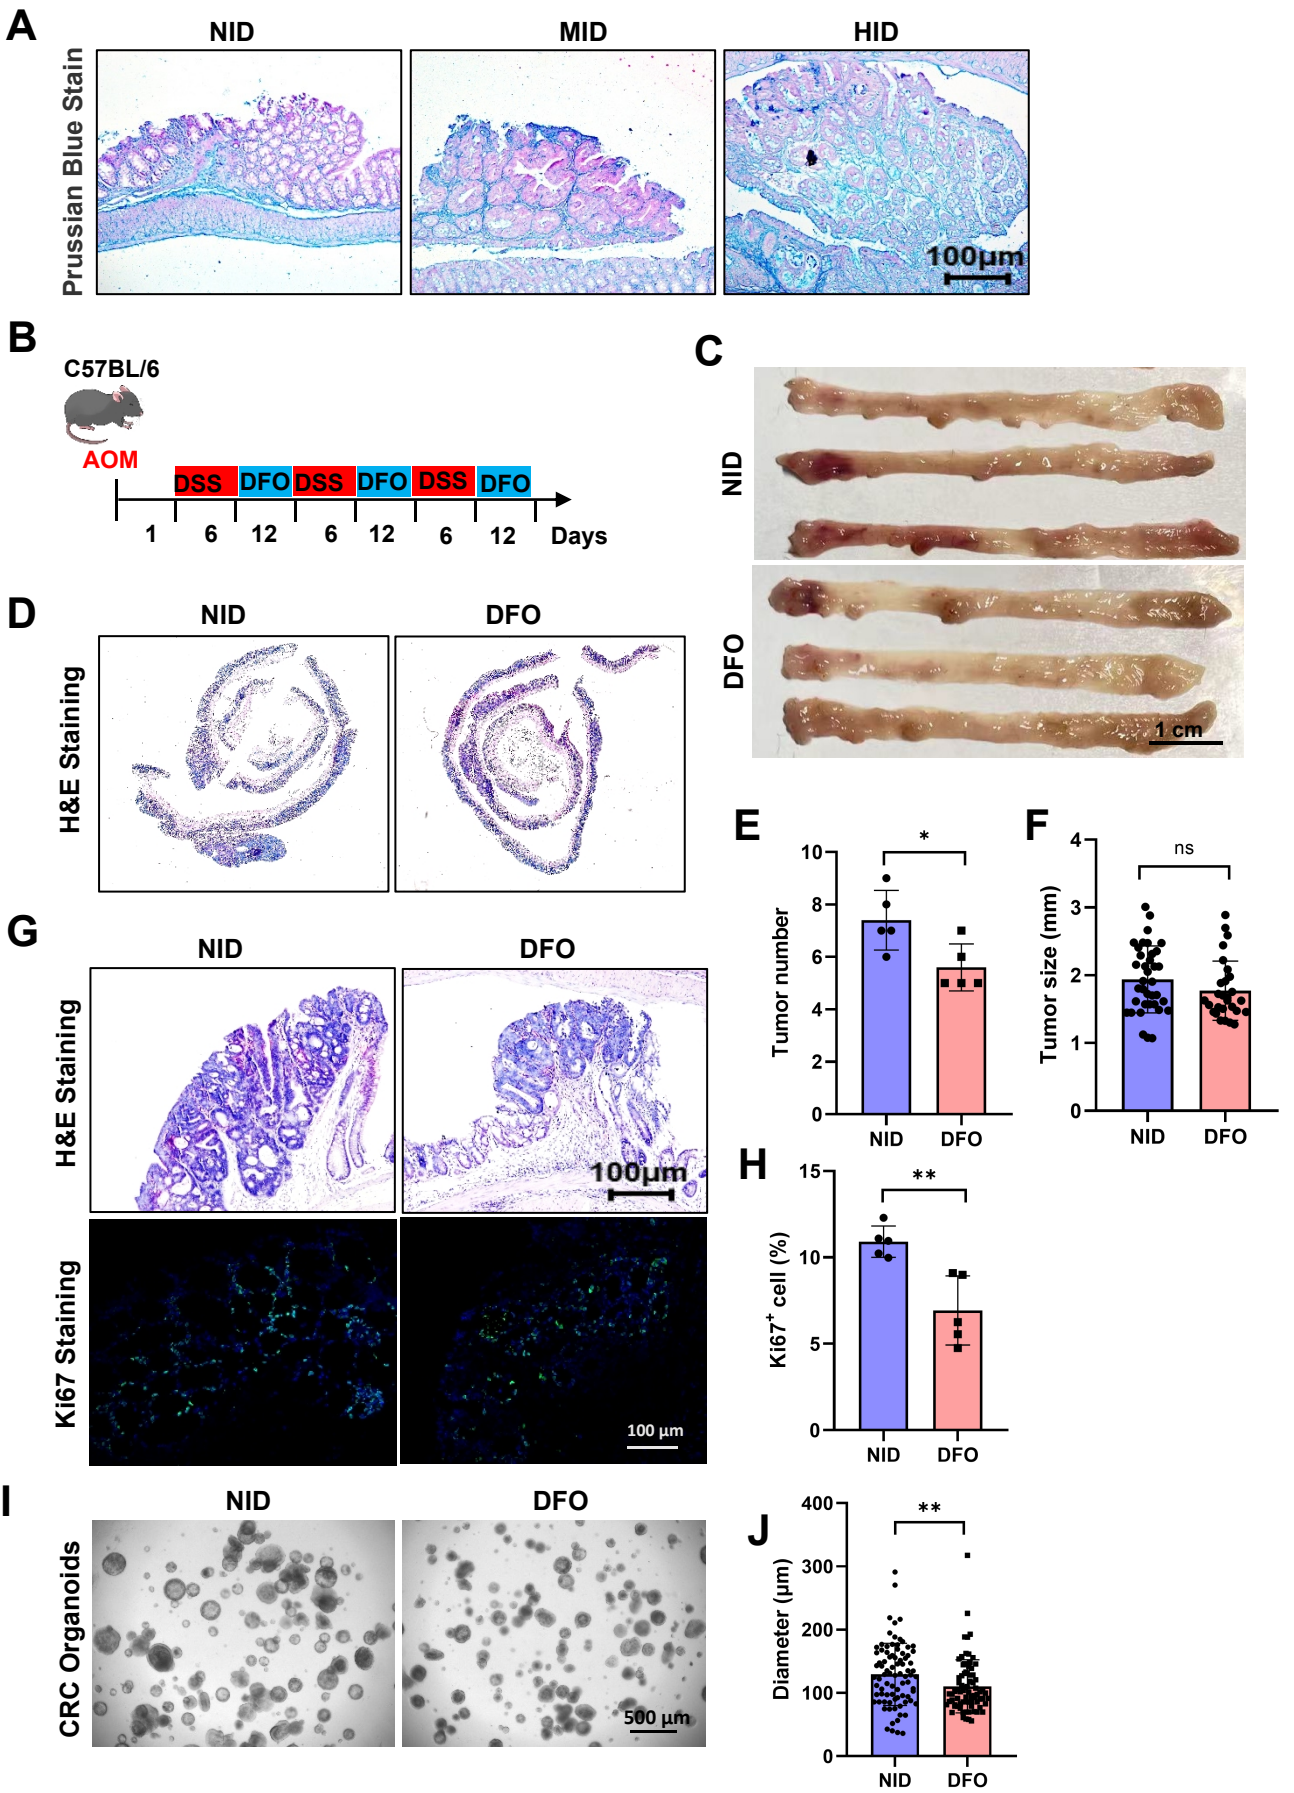 A
NID
MID
HID
Prussian Blue Stain
100μm
B
C57BL/6
AOM
DSS DFO DSS DFO DSS DFO
1 6 12 6 12 6 12 Days
C
NID
DFO
1 cm
D
NID
DFO
H&E Staining
E
*
Tumor number
10
8
6
4
2
0
NID DFO
F
ns
Tumor size (mm)
4
3
2
1
0
NID DFO
G
NID
DFO
H&E Staining
100μm
Ki67 Staining
100 μm
H
**
Ki67+ cell (%)
15
10
5
0
NID DFO
I
NID
DFO
CRC Organoids
500 μm
J
**
Diameter (μm)
400
300
200
100
0
NID DFO